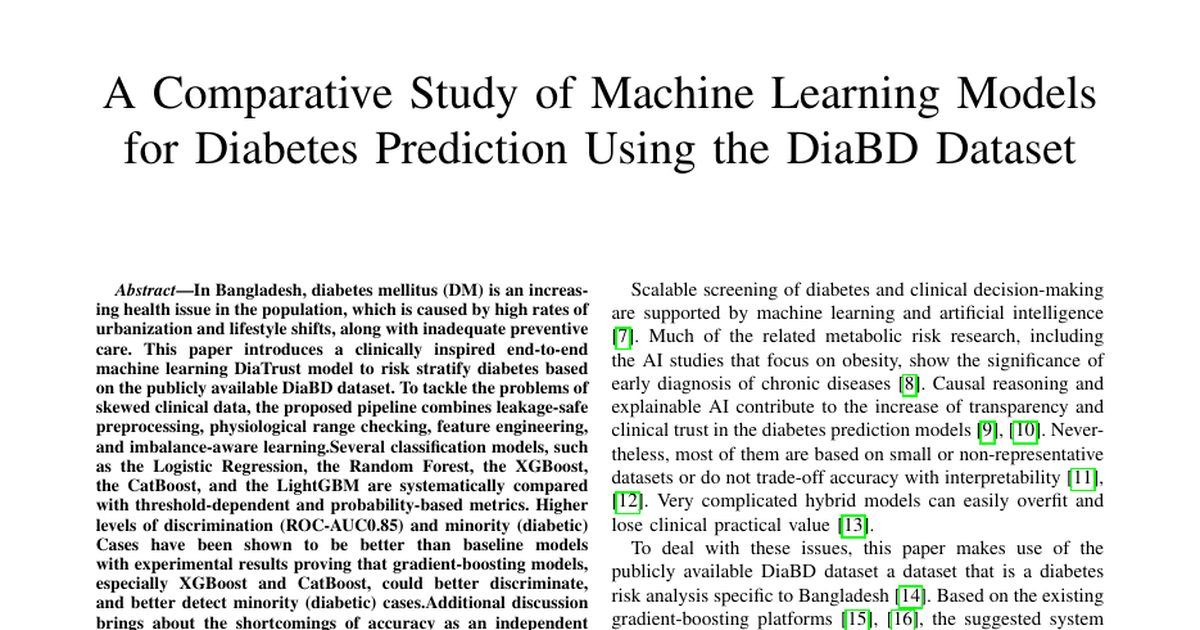 A Comparative Study of Machine Learning Models
for Diabetes Prediction Using the DiaBD Dataset
Abstract—In Bangladesh, diabetes mellitus (DM) is an increas-
ing health issue in the population, which is caused by high rates of
urbanization and lifestyle shifts, along with inadequate preventive
care. This paper introduces a clinically inspired end-to-end
machine learning DiaTrust model to risk stratify diabetes based
on the publicly available DiaBD dataset. To tackle the problems of
skewed clinical data, the proposed pipeline combines leakage-safe
preprocessing, physiological range checking, feature engineering,
and imbalance-aware learning.Several classification models, such
as the Logistic Regression, the Random Forest, the XGBoost,
the CatBoost, and the LightGBM are systematically compared
with threshold-dependent and probability-based metrics. Higher
levels of discrimination (ROC-AUC0.85) and minority (diabetic)
Cases have been shown to be better than baseline models
with experimental results proving that gradient-boosting models,
especially XGBoost and CatBoost, could better discriminate,
and better detect minority (diabetic) cases.Additional discussion
brings about the shortcomings of accuracy as an independent
Scalable screening of diabetes and clinical decision-making
are supported by machine learning and artificial intelligence
[7]. Much of the related metabolic risk research, including
the AI studies that focus on obesity, show the significance of
early diagnosis of chronic diseases [8]. Causal reasoning and
explainable AI contribute to the increase of transparency and
clinical trust in the diabetes prediction models [9], [10]. Never-
theless, most of them are based on small or non-representative
datasets or do not trade-off accuracy with interpretability [11],
[12]. Very complicated hybrid models can easily overfit and
lose clinical practical value [13].
To deal with these issues, this paper makes use of the
publicly available DiaBD dataset a dataset that is a diabetes
risk analysis specific to Bangladesh [14]. Based on the existing
gradient-boosting platforms [15], [16], the suggested system